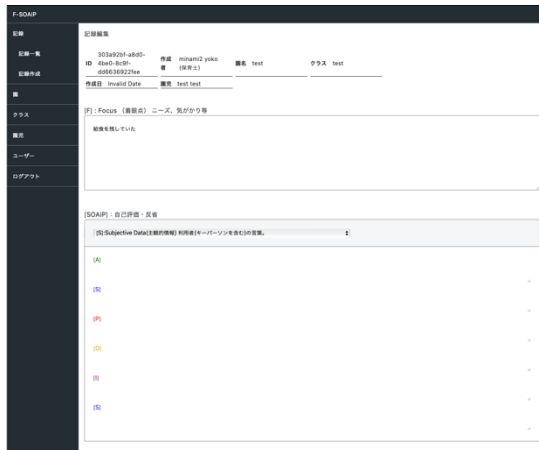 F-SOAIP
記録
記録一覧
記録作成
園
クラス
園児
ユーザー
ログアウト
記録編集
ID 303a92bf-a8d0-4be0-8c9f-dd6636922fee 作成者 minami2 yoko (保育士) 園名 test クラス test
作成日 Invalid Date 園児 test test
[F] : Focus （着眼点） ニーズ、気がかり等
給食を残していた
[SOAIP] : 自己評価・反省
[S]:Subjective Data(主観的情報) 利用者(キーパーソンを含む)の言葉。
[A]
[S]
[P]
[O]
[I]
[S]